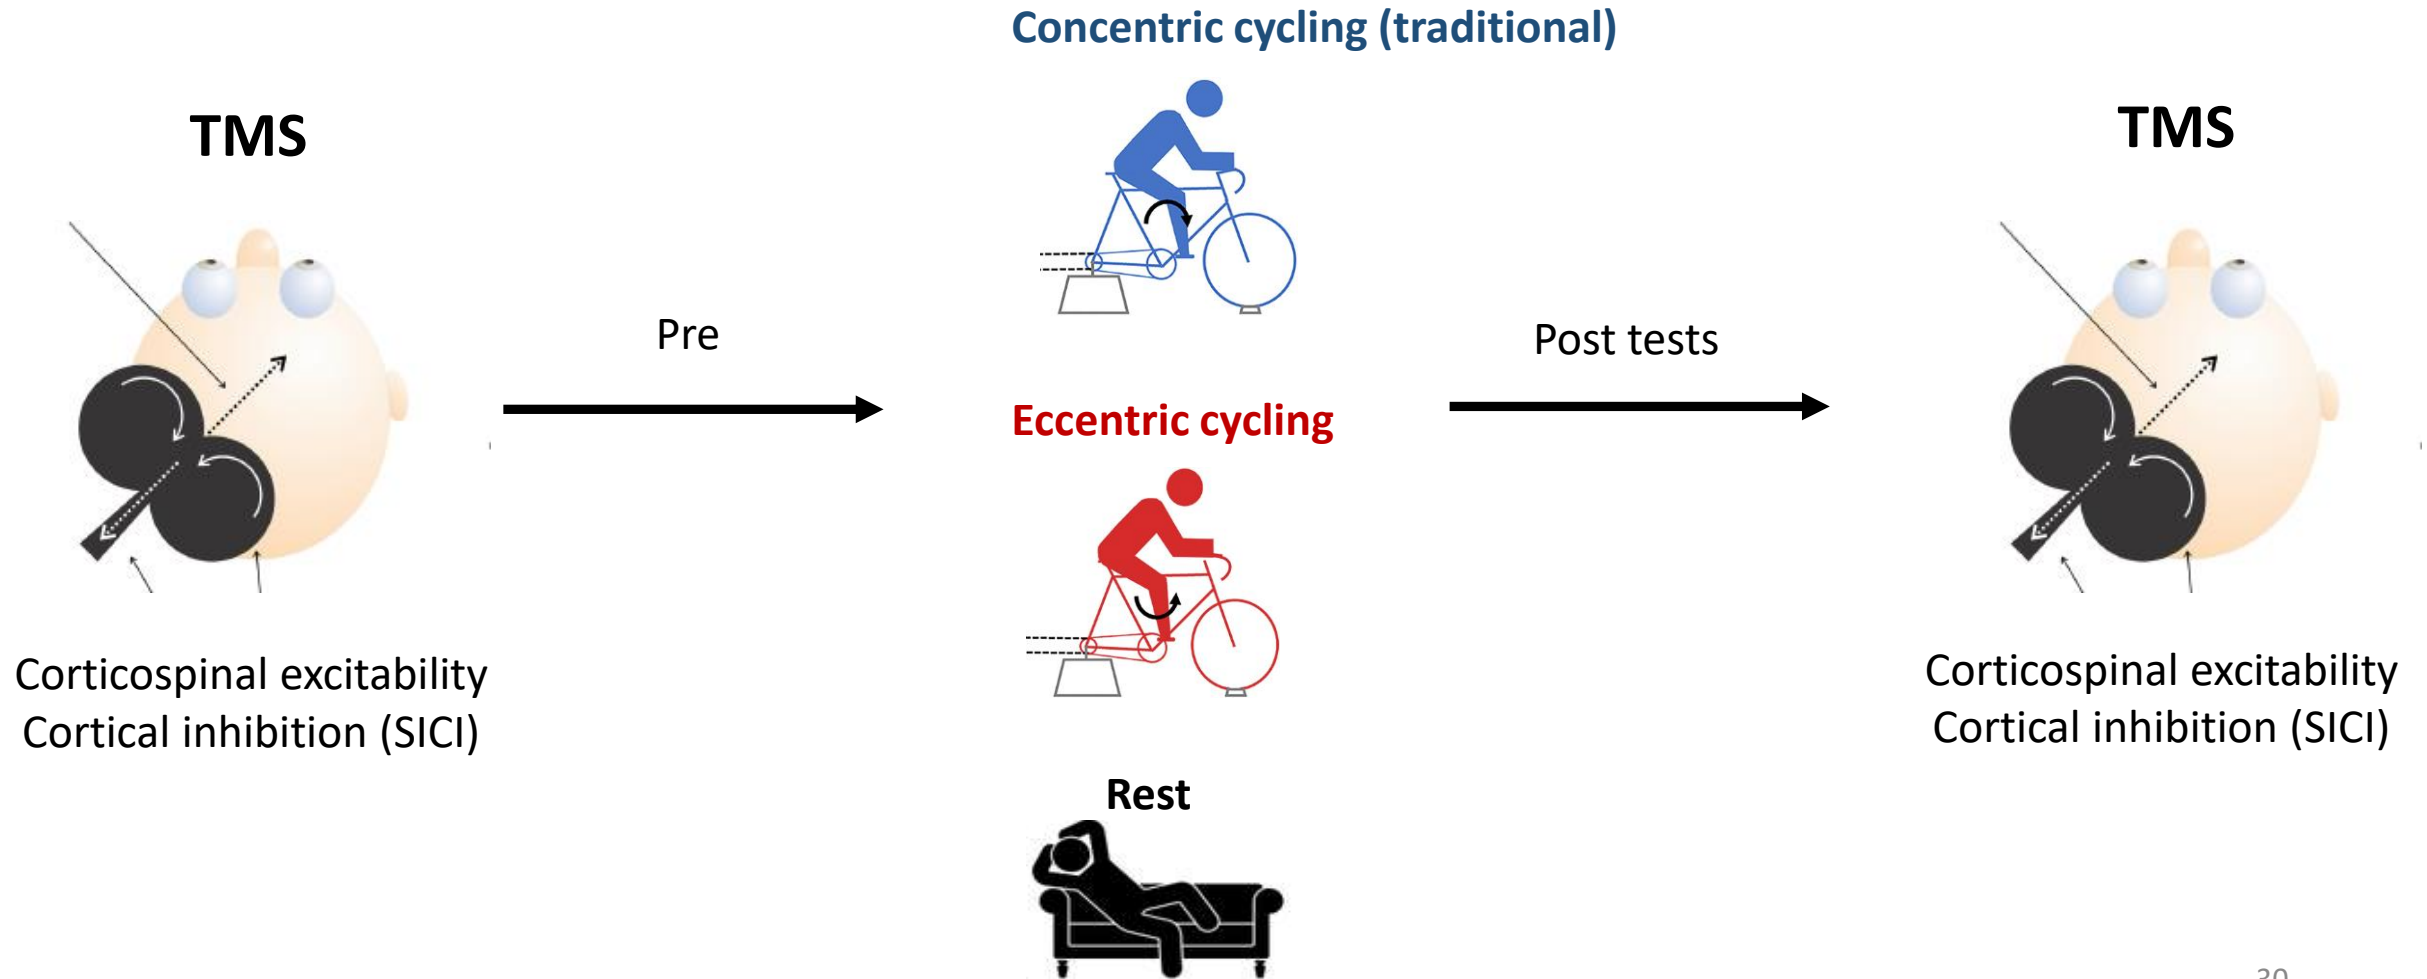 Concentric cycling (traditional)
TMS
TMS
Pre
Post tests
Eccentric cycling
Corticospinal excitability
Cortical inhibition (SICI)
Corticospinal excitability
Cortical inhibition (SICI)
Rest
30